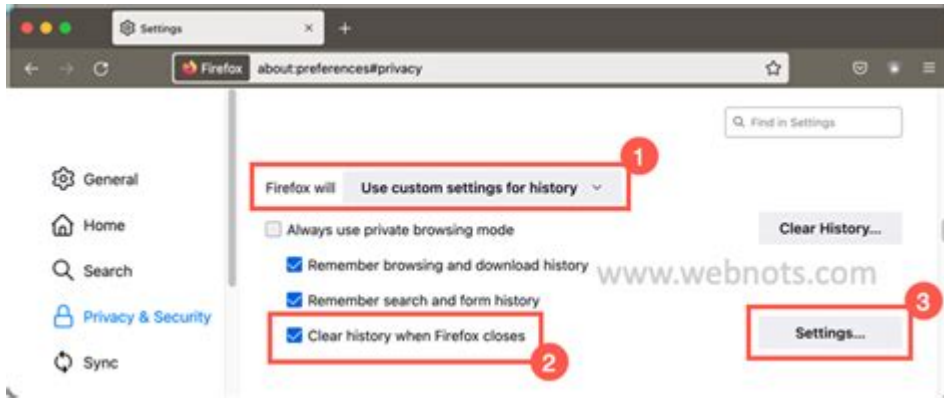 Settings
Firefox about:preferences#privacy
Find in Settings
1
General
Firefox will Use custom settings for history
Home
Always use private browsing mode
Clear History...
Search
Remember browsing and download history
www.webnots.com
Remember search and form history
3
Privacy & Security
Clear history when Firefox closes
Settings...
2
Sync